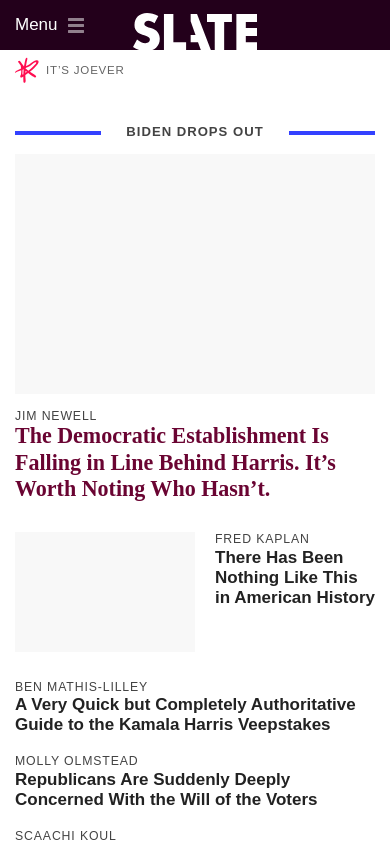 Menu
SLATE
IT’S JOEVER
BIDEN DROPS OUT
JIM NEWELL
The Democratic Establishment Is
Falling in Line Behind Harris. It’s
Worth Noting Who Hasn’t.
FRED KAPLAN
There Has Been
Nothing Like This
in American History
BEN MATHIS-LILLEY
A Very Quick but Completely Authoritative
Guide to the Kamala Harris Veepstakes
MOLLY OLMSTEAD
Republicans Are Suddenly Deeply
Concerned With the Will of the Voters
SCAACHI KOUL